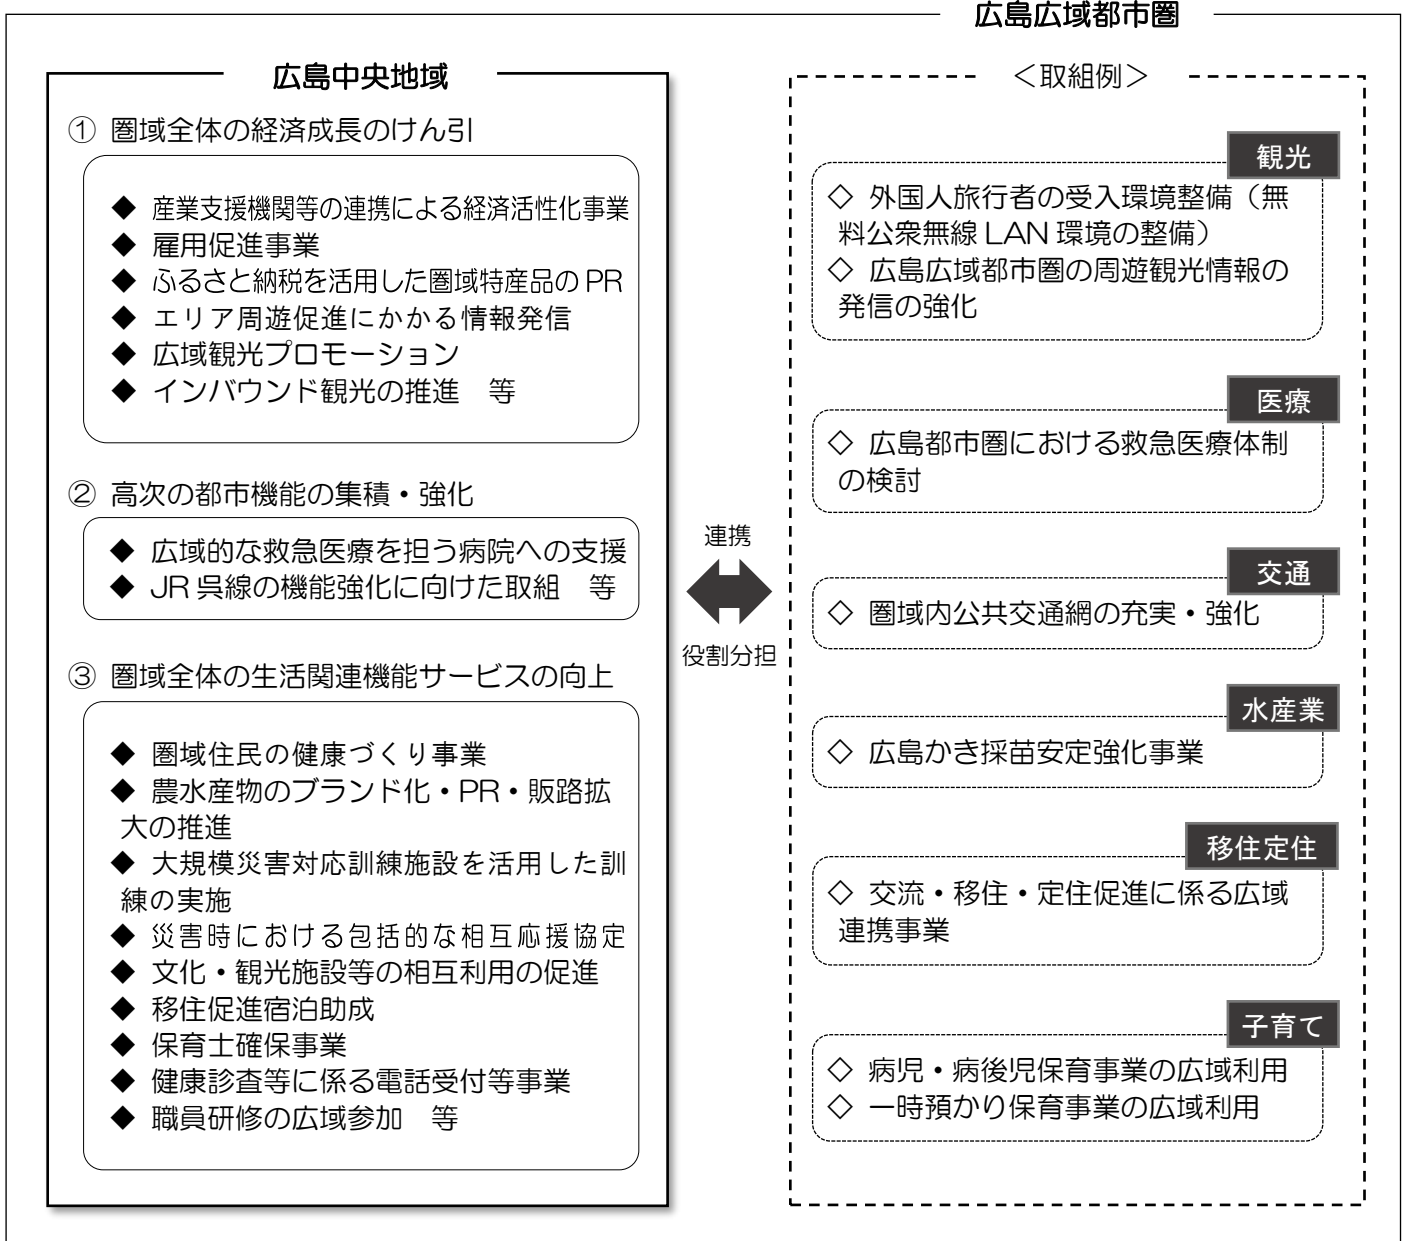 広島広域都市圏
広島中央地域
① 圏域全体の経済成長のけん引
◆ 産業支援機関等の連携による経済活性化事業
◆ 雇用促進事業
◆ ふるさと納税を活用した圏域特産品の PR
◆ エリア周遊促進にかかる情報発信
◆ 広域観光プロモーション
◆ インバウンド観光の推進 等
② 高次の都市機能の集積・強化
◆ 広域的な救急医療を担う病院への支援
◆ JR 呉線の機能強化に向けた取組 等
③ 圏域全体の生活関連機能サービスの向上
◆ 圏域住民の健康づくり事業
◆ 農水産物のブランド化・PR・販路拡
大の推進
◆ 大規模災害対応訓練施設を活用した訓
練の実施
◆ 災害時における包括的な相互応援協定
◆ 文化・観光施設等の相互利用の促進
◆ 移住促進宿泊助成
◆ 保育士確保事業
◆ 健康診査等に係る電話受付等事業
◆ 職員研修の広域参加 等
連携
役割分担
＜取組例＞
観光
◇ 外国人旅行者の受入環境整備（無
料公衆無線 LAN 環境の整備）
◇ 広島広域都市圏の周遊観光情報の
発信の強化
医療
◇ 広島都市圏における救急医療体制
の検討
交通
◇ 圏域内公共交通網の充実・強化
水産業
◇ 広島かき採苗安定強化事業
移住定住
◇ 交流・移住・定住促進に係る広域
連携事業
子育て
◇ 病児・病後児保育事業の広域利用
◇ 一時預かり保育事業の広域利用